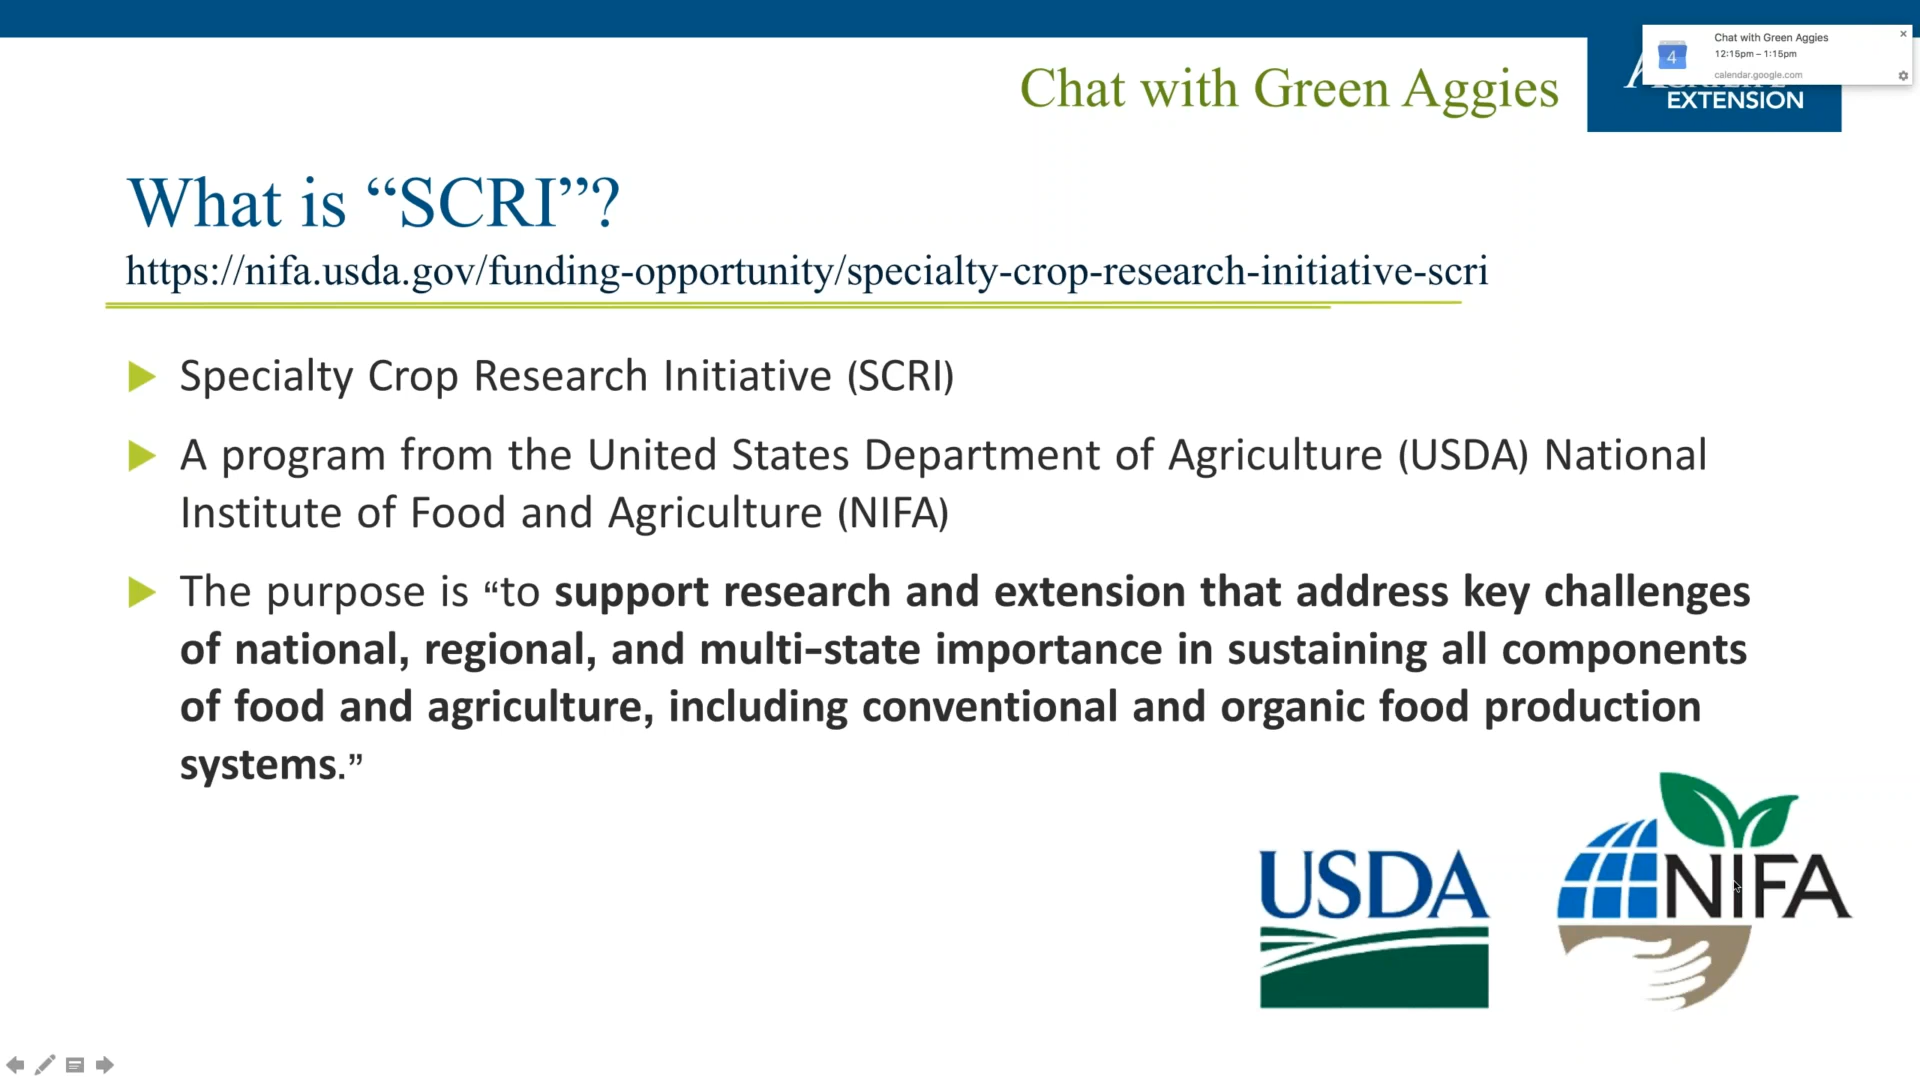 Chat with Green Aggies
12:15pm – 1:15pm
calendar.google.com
4
Chat with Green Aggies
EXTENSION
What is “SCRI”?
https://nifa.usda.gov/funding-opportunity/specialty-crop-research-initiative-scri
Specialty Crop Research Initiative (SCRI)
A program from the United States Department of Agriculture (USDA) National
Institute of Food and Agriculture (NIFA)
The purpose is “to support research and extension that address key challenges
of national, regional, and multi-state importance in sustaining all components
of food and agriculture, including conventional and organic food production
systems.”
USDA
NIFA